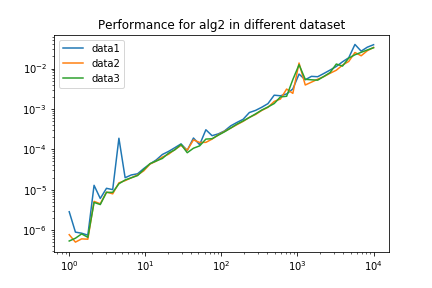 Performance for alg2 in different dataset
data1
data2
data3
10⁻²
10⁻³
10⁻⁴
10⁻⁵
10⁻⁶
10⁰
10¹
10²
10³
10⁴